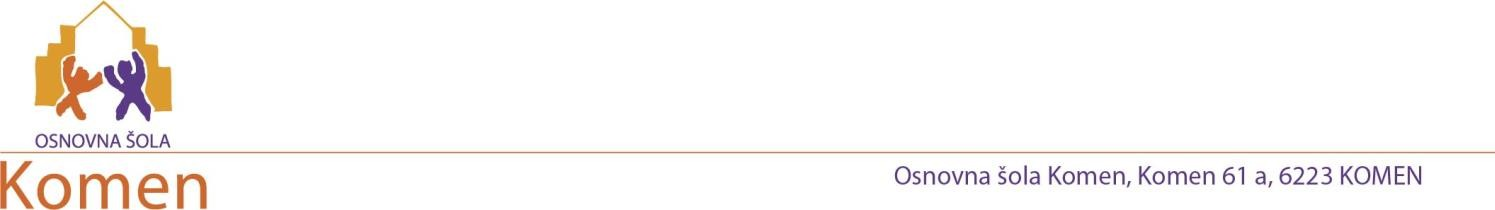 OSNOVNA ŠOLA
Komen
Osnovna šola Komen, Komen 61 a, 6223 KOMEN